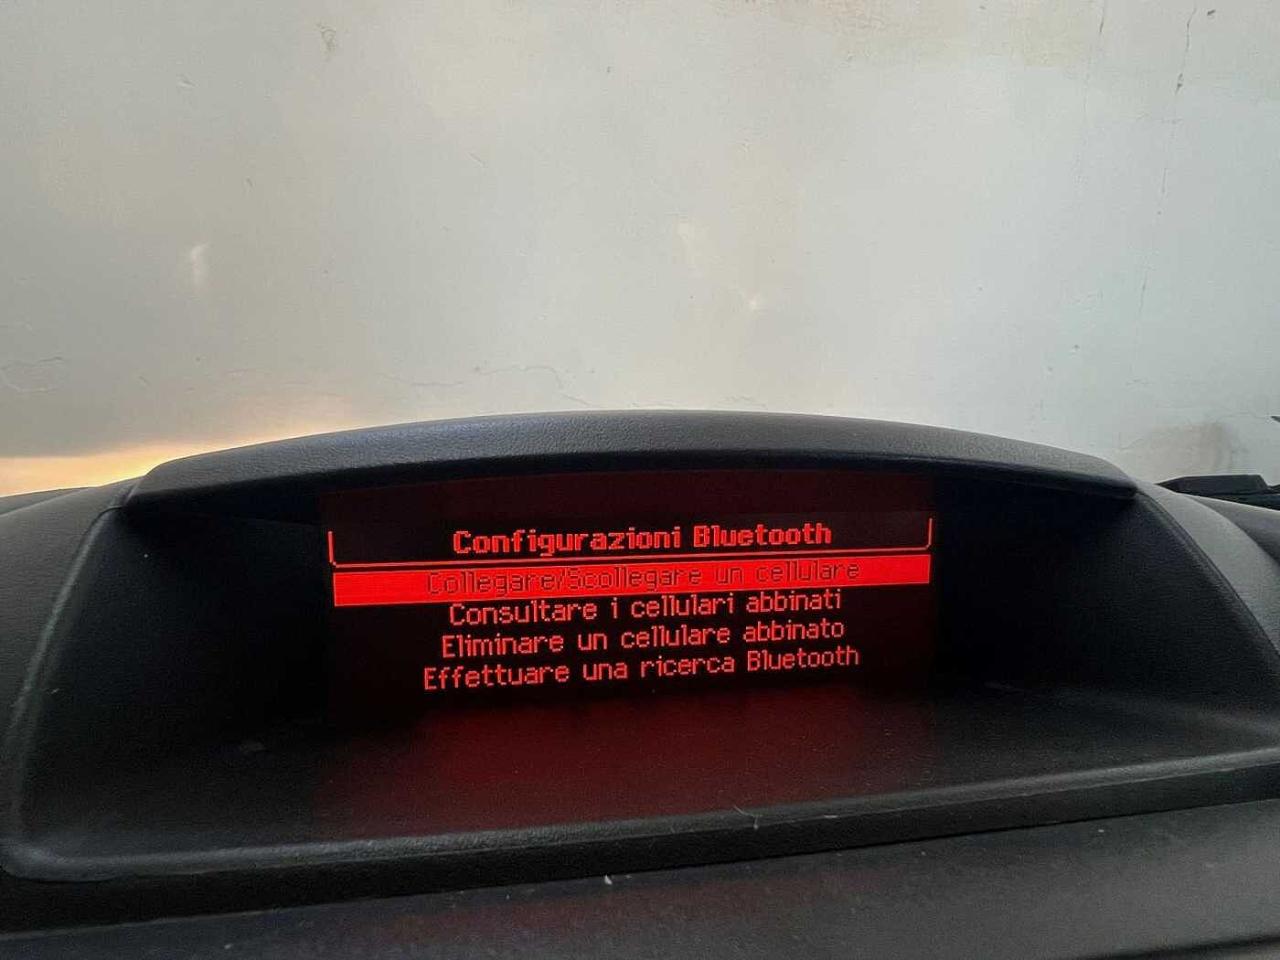 Configurazioni Bluetooth
Collegare/Scollegare un cellulare
Consultare i cellulari abbinati
Eliminare un cellulare abbinato
Effettuare una ricerca Bluetooth